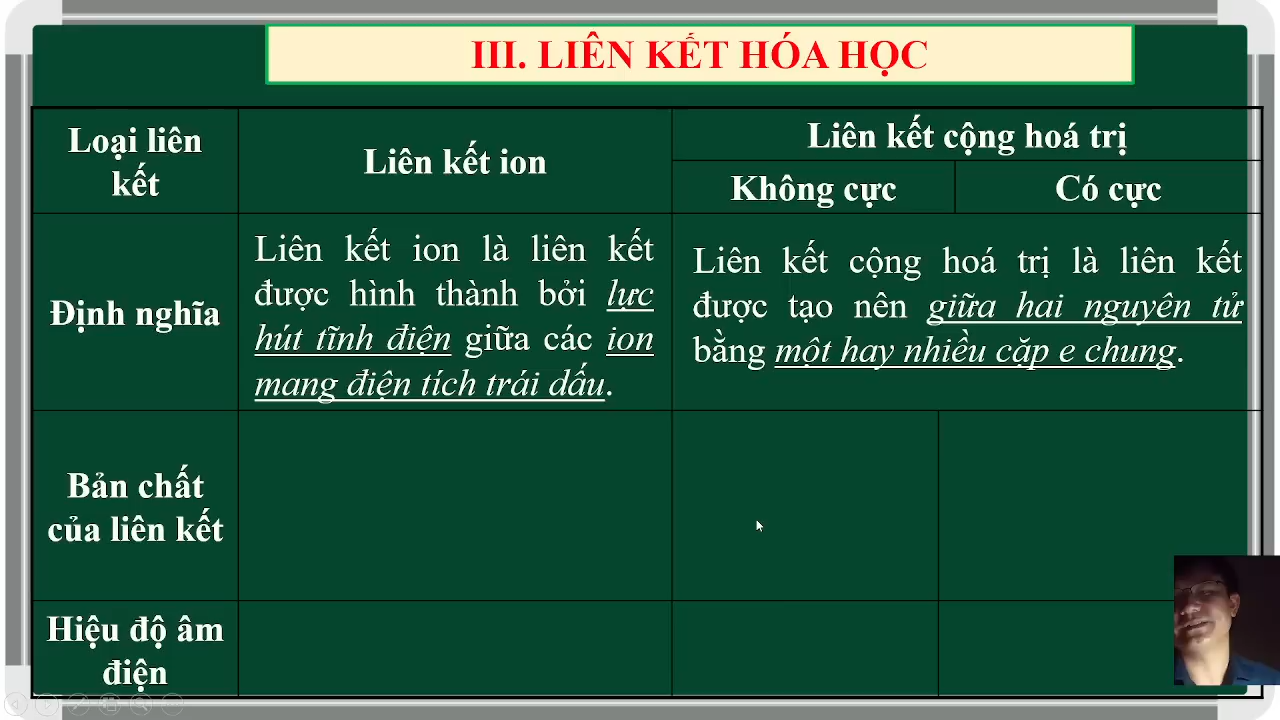 III. LIÊN KẾT HÓA HỌC
Loại liên
kết
Liên kết ion
Liên kết cộng hoá trị
Không cực
Có cực
Định nghĩa
Liên kết ion là liên kết
được hình thành bởi lực
hút tĩnh điện giữa các ion
mang điện tích trái dấu.
Liên kết cộng hoá trị là liên kết
được tạo nên giữa hai nguyên tử
bằng một hay nhiều cặp e chung.
Bản chất
của liên kết
Hiệu độ âm
điện